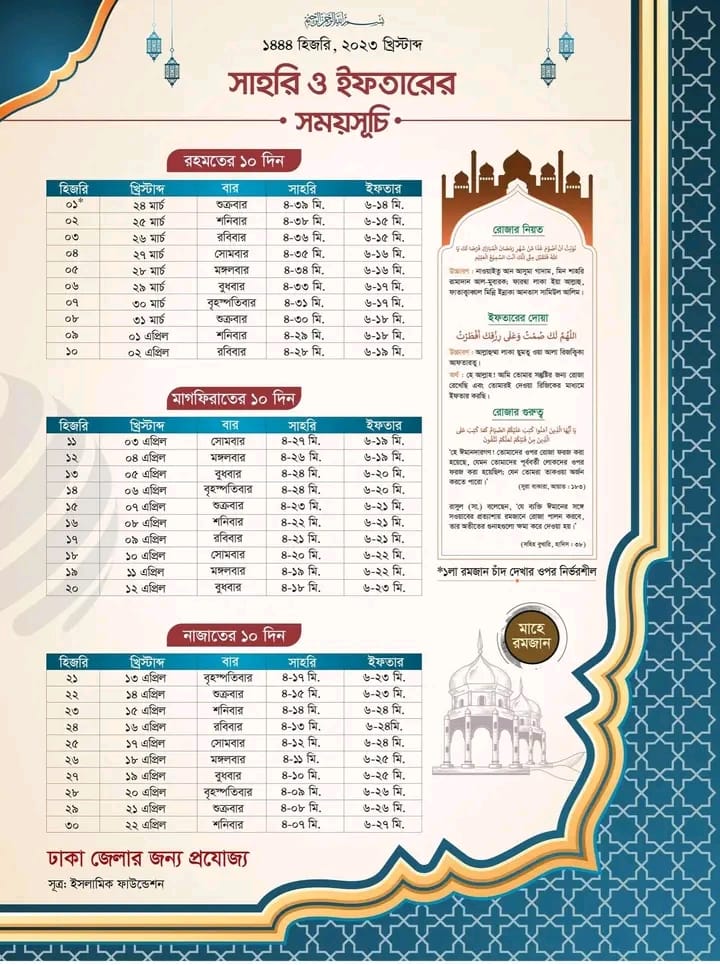 ﷽
১৪৪৪ হিজরি, ২০২৩ খ্রিস্টাব্দ
সাহরি ও ইফতারের
সময়সূচি
রহমতের ১০ দিন
হিজরি খ্রিস্টাব্দ বার সাহরি ইফতার
০১* ২৪ মার্চ শুক্রবার ৪-৩৯ মি. ৬-১৪ মি.
০২ ২৫ মার্চ শনিবার ৪-৩৮ মি. ৬-১৫ মি.
০৩ ২৬ মার্চ রবিবার ৪-৩৬ মি. ৬-১৫ মি.
০৪ ২৭ মার্চ সোমবার ৪-৩৫ মি. ৬-১৬ মি.
০৫ ২৮ মার্চ মঙ্গলবার ৪-৩৪ মি. ৬-১৬ মি.
০৬ ২৯ মার্চ বুধবার ৪-৩৩ মি. ৬-১৭ মি.
০৭ ৩০ মার্চ বৃহস্পতিবার ৪-৩১ মি. ৬-১৭ মি.
০৮ ৩১ মার্চ শুক্রবার ৪-৩০ মি. ৬-১৮ মি.
০৯ ০১ এপ্রিল শনিবার ৪-২৯ মি. ৬-১৮ মি.
১০ ০২ এপ্রিল রবিবার ৪-২৮ মি. ৬-১৯ মি.
মাগফিরাতের ১০ দিন
হিজরি খ্রিস্টাব্দ বার সাহরি ইফতার
১১ ০৩ এপ্রিল সোমবার ৪-২৭ মি. ৬-১৯ মি.
১২ ০৪ এপ্রিল মঙ্গলবার ৪-২৬ মি. ৬-১৯ মি.
১৩ ০৫ এপ্রিল বুধবার ৪-২৪ মি. ৬-২০ মি.
১৪ ০৬ এপ্রিল বৃহস্পতিবার ৪-২৪ মি. ৬-২০ মি.
১৫ ০৭ এপ্রিল শুক্রবার ৪-২৩ মি. ৬-২১ মি.
১৬ ০৮ এপ্রিল শনিবার ৪-২২ মি. ৬-২১ মি.
১৭ ০৯ এপ্রিল রবিবার ৪-২১ মি. ৬-২১ মি.
১৮ ১০ এপ্রিল সোমবার ৪-২০ মি. ৬-২২ মি.
১৯ ১১ এপ্রিল মঙ্গলবার ৪-১৯ মি. ৬-২২ মি.
২০ ১২ এপ্রিল বুধবার ৪-১৮ মি. ৬-২৩ মি.
নাজাতের ১০ দিন
হিজরি খ্রিস্টাব্দ বার সাহরি ইফতার
২১ ১৩ এপ্রিল বৃহস্পতিবার ৪-১৭ মি. ৬-২৩ মি.
২২ ১৪ এপ্রিল শুক্রবার ৪-১৫ মি. ৬-২৩ মি.
২৩ ১৫ এপ্রিল শনিবার ৪-১৪ মি. ৬-২৪ মি.
২৪ ১৬ এপ্রিল রবিবার ৪-১৩ মি. ৬-২৪মি.
২৫ ১৭ এপ্রিল সোমবার ৪-১২ মি. ৬-২৪ মি.
২৬ ১৮ এপ্রিল মঙ্গলবার ৪-১১ মি. ৬-২৫ মি.
২৭ ১৯ এপ্রিল বুধবার ৪-১০ মি. ৬-২৫ মি.
২৮ ২০ এপ্রিল বৃহস্পতিবার ৪-০৯ মি. ৬-২৬ মি.
২৯ ২১ এপ্রিল শুক্রবার ৪-০৮ মি. ৬-২৬ মি.
৩০ ২২ এপ্রিল শনিবার ৪-০৭ মি. ৬-২৭ মি.
ঢাকা জেলার জন্য প্রযোজ্য
সূত্র: ইসলামিক ফাউন্ডেশন
রোজার নিয়ত
نَوَيْتُ اَنْ اَصُوْمَ غَدًا مِّنْ شَهْرِ رَمَضَانَ الْمُبَارَكِ فَرْضًا لَكَ يَا
اللهُ فَتَقَبَّلْ مِنِّي اِنَّكَ اَنْتَ السَّمِيْعُ الْعَلِيْم
উচ্চারণ : নাওয়াইতু আন আসুমা গাদাম, মিন শাহরি
রামাদান আল-মুবারক; ফারদ্বা লাকা ইয়া আল্লাহু,
ফাতাক্বাব্বাল মিন্নি ইন্নাকা আনতাস সামিউল আলিম।
ইফতারের দোয়া
اَللّٰهُمَّ لَكَ صُمْتُ وَعَلٰى رِزْقِكَ اَفْطَرْتُ
উচ্চারণ : আল্লাহুম্মা লাকা ছুমতু ওয়া আলা রিজক্বিকা
আফতারতু।
অর্থ : হে আল্লাহ! আমি তোমার সন্তুষ্টির জন্য রোজা
রেখেছি এবং তোমারই দেওয়া রিজিকের মাধ্যমে
ইফতার করছি।
রোজার গুরুত্ব
يَا أَيُّهَا الَّذِينَ آمَنُوا كُتِبَ عَلَيْكُمُ الصِّيَامُ كَمَا كُتِبَ عَلَى
الَّذِينَ مِن قَبْلِكُمْ لَعَلَّكُمْ تَتَّقُونَ
'হে ঈমানদারগণ! তোমাদের ওপর রোজা ফরজ করা
হয়েছে, যেমন তোমাদের পূর্ববর্তী লোকদের ওপর
ফরজ করা হয়েছিল; যেন তোমরা তাকওয়া অর্জন
করতে পারো।'
(সুরা বাকারা, আয়াত : ১৮৩)
রাসুল (সা.) বলেছেন, 'যে ব্যক্তি ঈমানের সঙ্গে
সওয়াবের প্রত্যাশায় রমজানে রোজা পালন করবে,
তার অতীতের গুনাহগুলো ক্ষমা করে দেওয়া হয়।'
(সহিহ বুখারি, হাদিস : ৩৮)
*১লা রমজান চাঁদ দেখার ওপর নির্ভরশীল
মাহে
রমজান